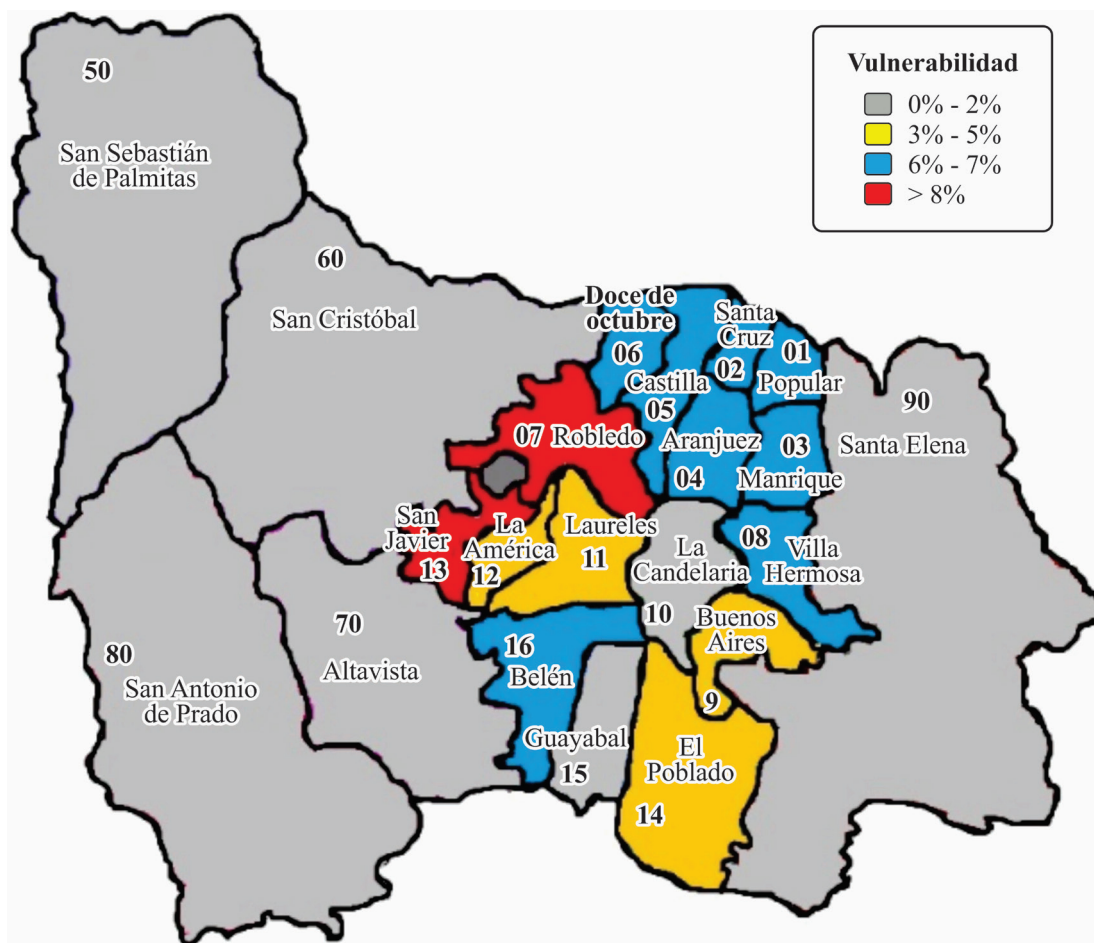 Vulnerabilidad
0% - 2%
3% - 5%
6% - 7%
> 8%
50
San Sebastián
de Palmitas
60
San Cristóbal
Doce de
octubre
06
Santa
Cruz
02
01
Popular
Castilla
05
90
Santa Elena
07 Robledo
Aranjuez
04
03
Manrique
San
Javier
13
La
América
12
Laureles
11
La
Candelaria
10
08
Villa
Hermosa
Buenos
Aires
9
70
Altavista
80
San Antonio
de Prado
16
Belén
Guayabal
15
El
Poblado
14